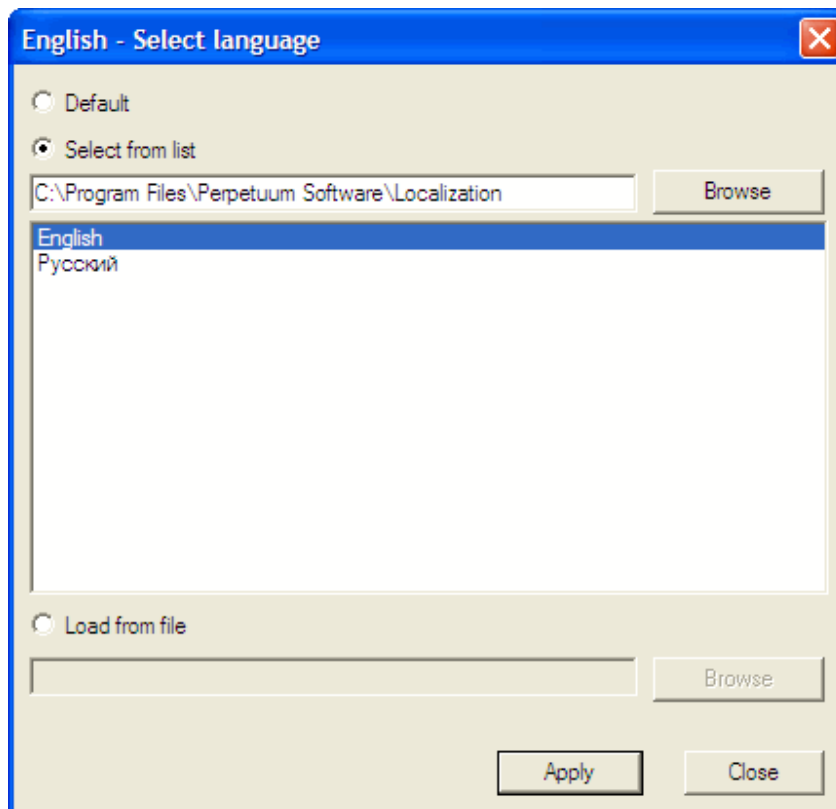 English - Select language
Default
Select from list
C:\Program Files\Perpetuum Software\Localization
Browse
English
Русский
Load from file
Browse
Apply
Close